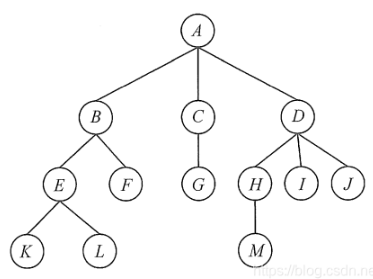 A
B C D
E F G H I J
K L M
https://blog.csdn.ne